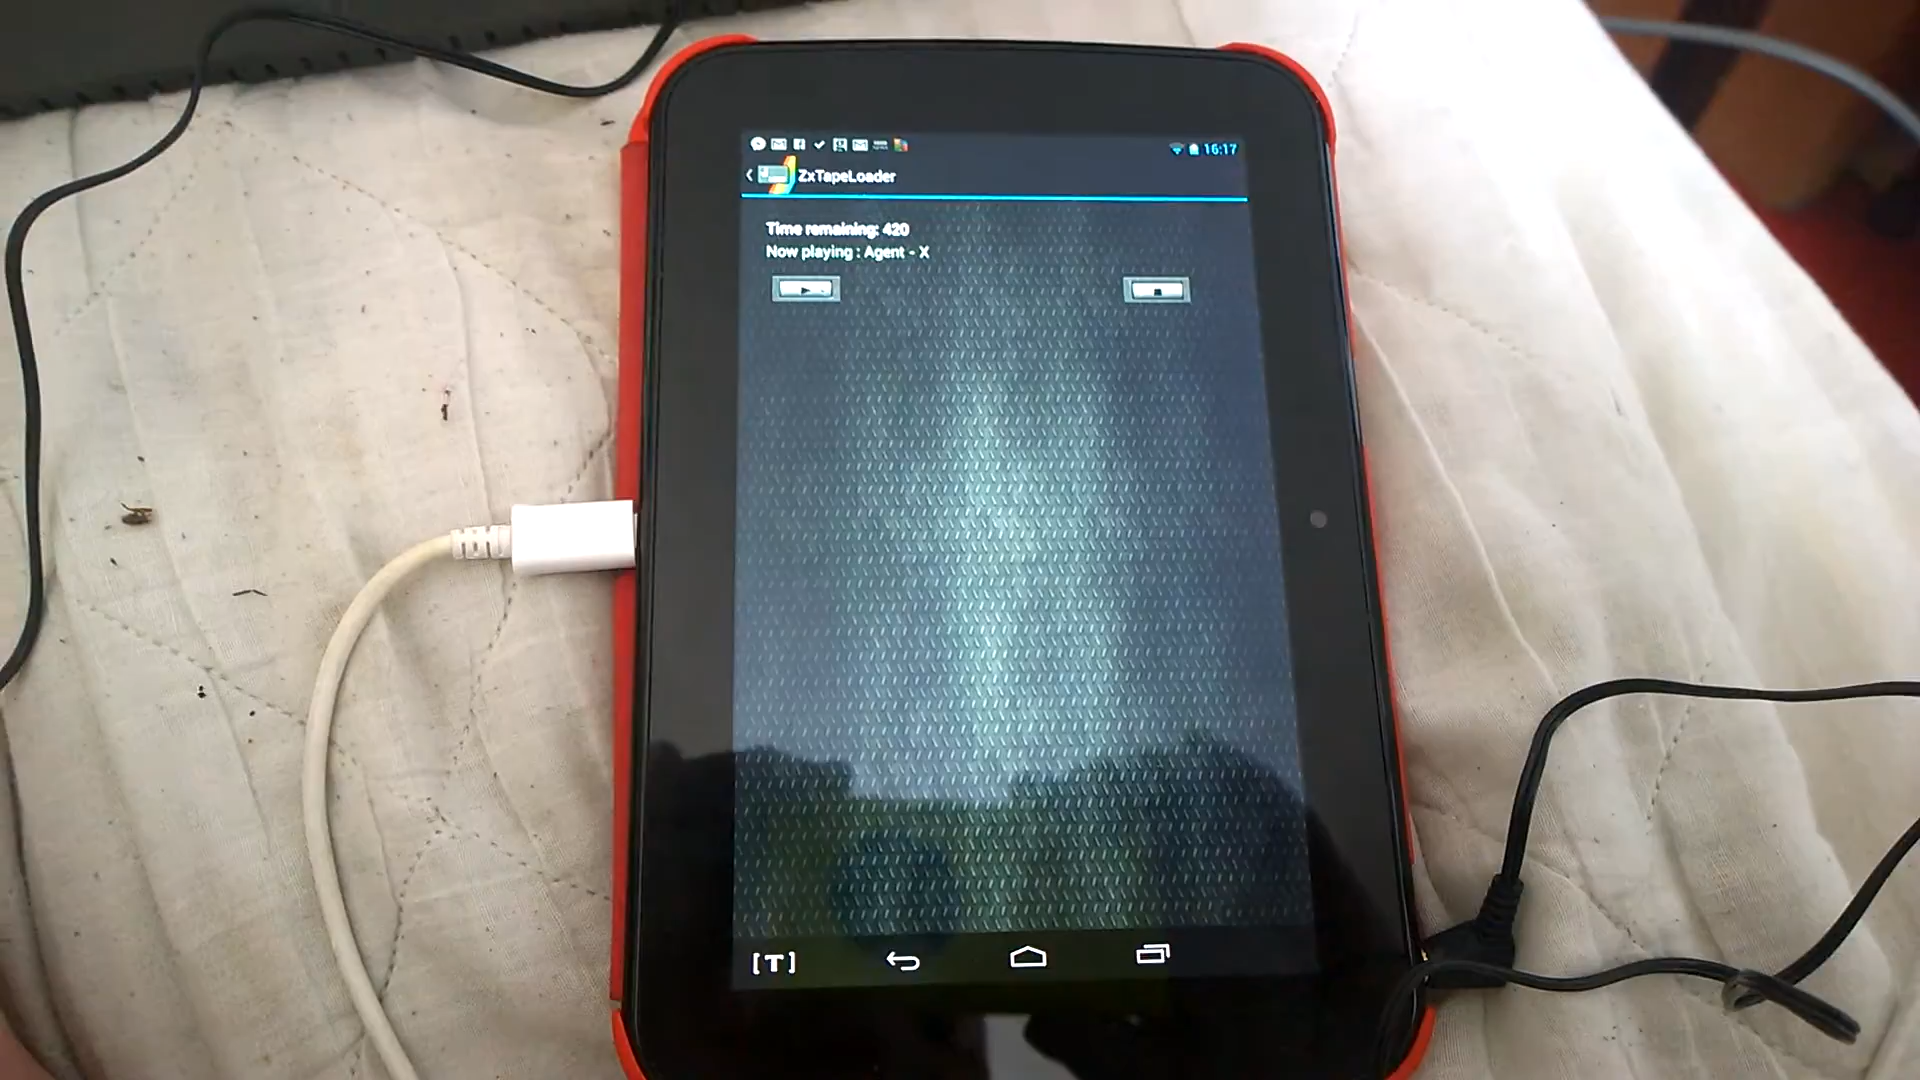 16:17
ZxTapeLoader
Time remaining: 420
Now playing : Agent - X
[T]